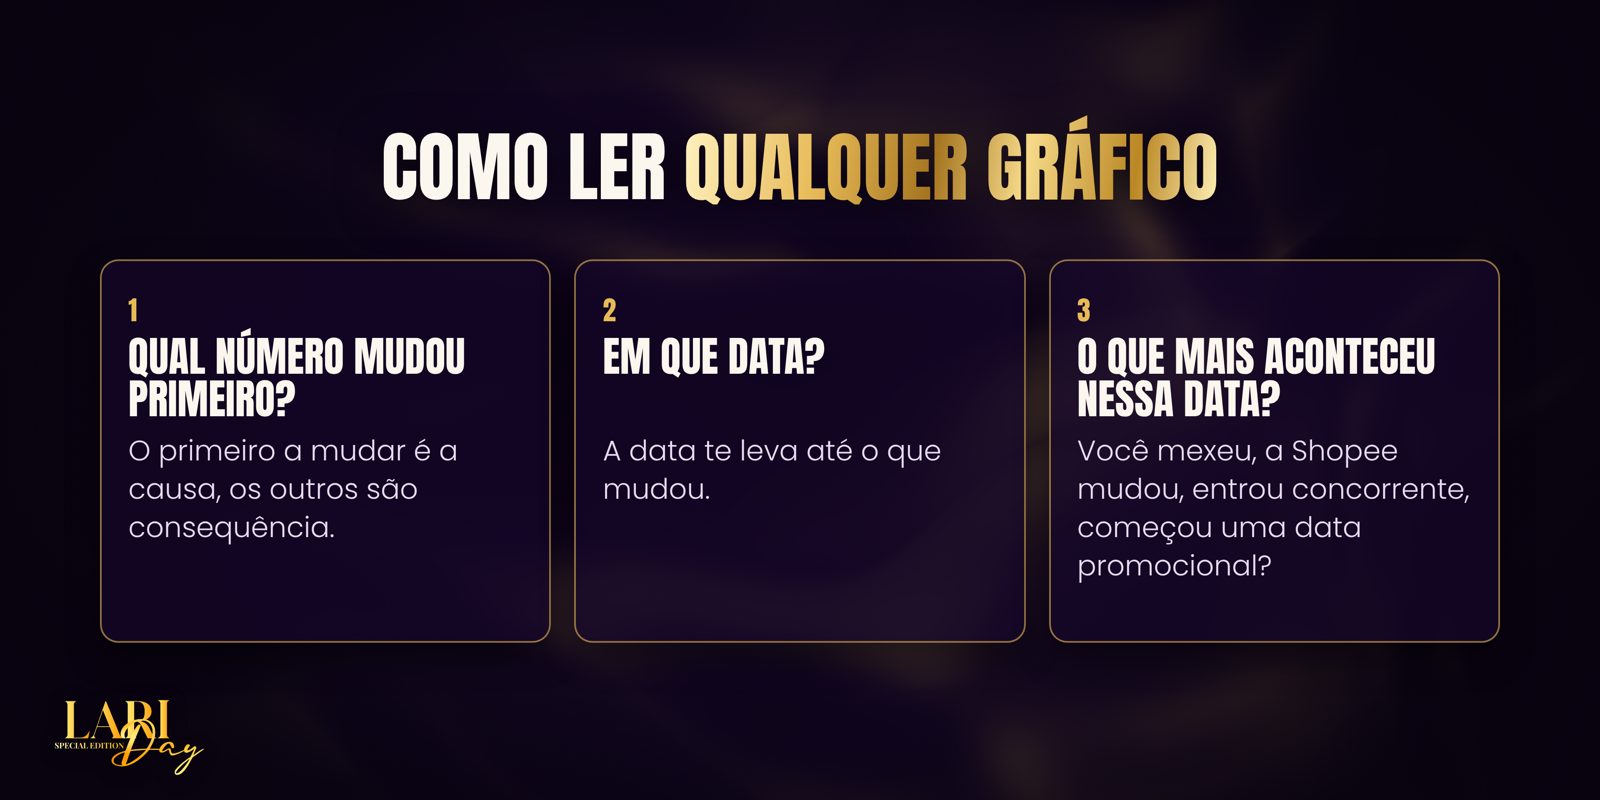 COMO LER QUALQUER GRÁFICO
1
QUAL NÚMERO MUDOU
PRIMEIRO?
O primeiro a mudar é a
causa, os outros são
consequência.
2
EM QUE DATA?
A data te leva até o que
mudou.
3
O QUE MAIS ACONTECEU
NESSA DATA?
Você mexeu, a Shopee
mudou, entrou concorrente,
começou uma data
promocional?
LARI
SPECIAL EDITION Day